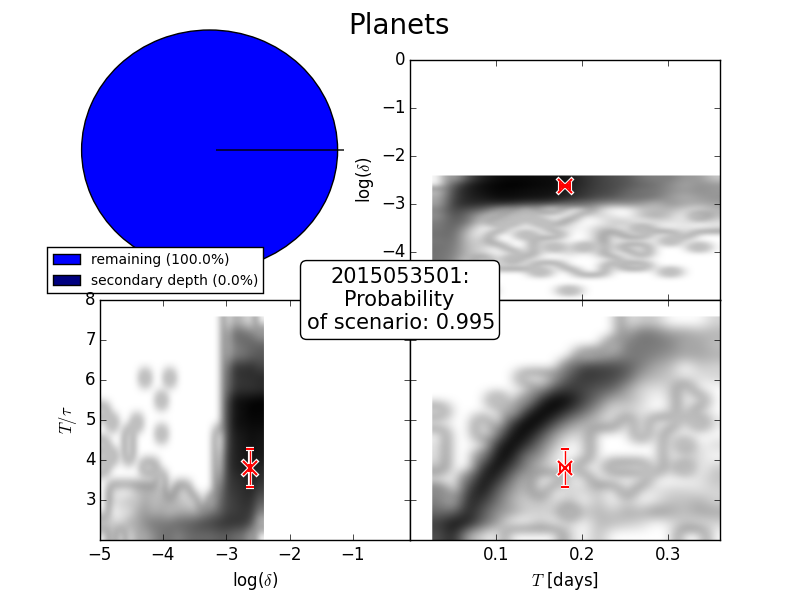 Planets
remaining (100.0%)
secondary depth (0.0%)
0
−1
−2
−3
−4
log(δ)
2015053501:
Probability
of scenario: 0.995
8
7
6
5
4
3
T/τ
−5
−4
−3
−2
−1
log(δ)
0.1
0.2
0.3
T [days]